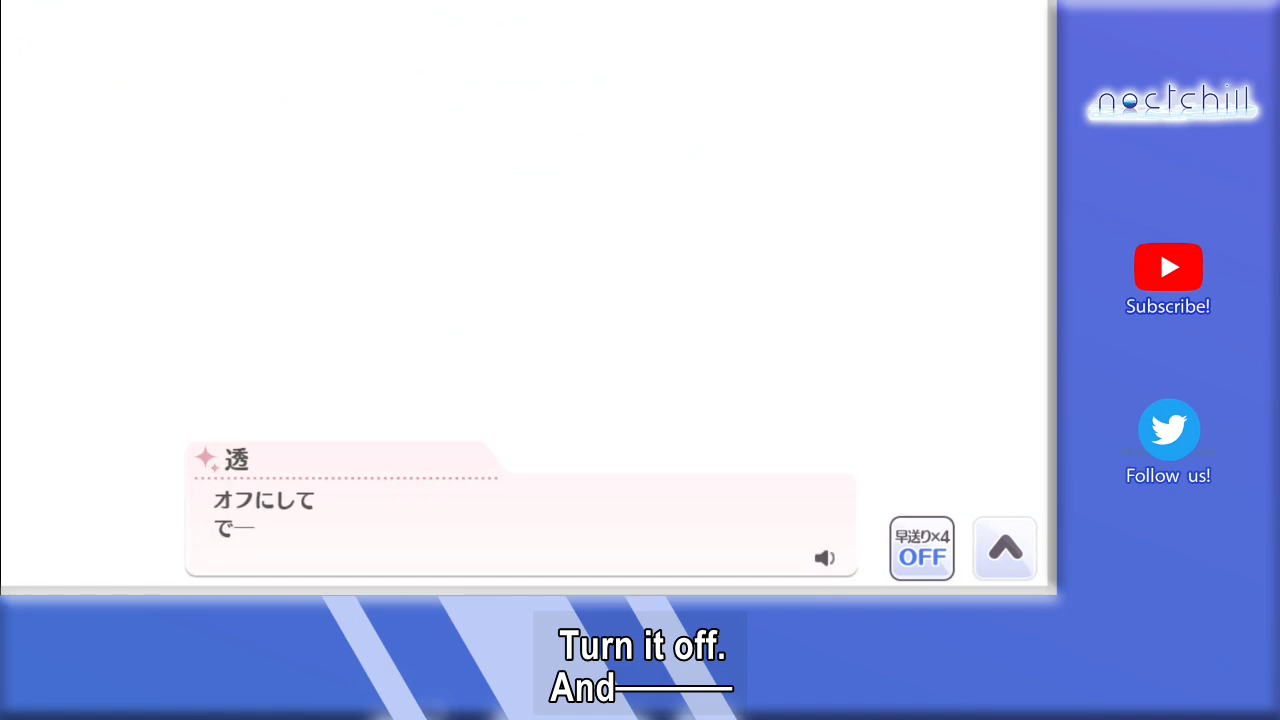 noctchill
Subscribe!
Follow us!
透
オフにして
で―
早送り×4
OFF
Turn it off.
And————